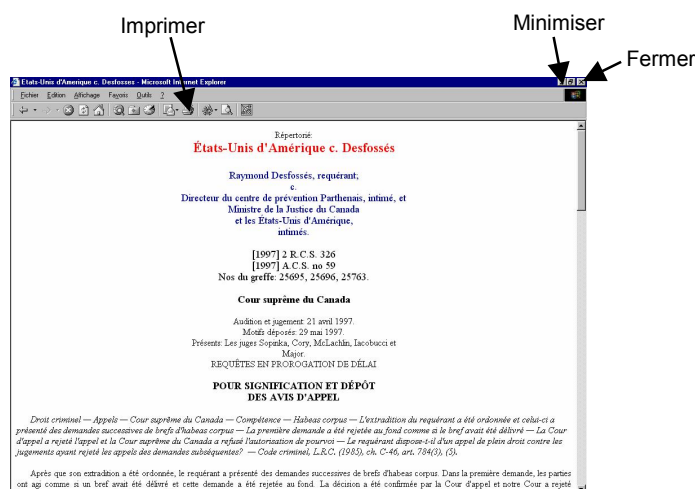 Imprimer
Minimiser
Fermer
États-Unis d'Amérique c. Desfosses - Microsoft Internet Explorer
Fichier Edition Affichage Favoris Outils ?
Répertorié:
États-Unis d'Amérique c. Desfossés
Raymond Desfossés, requérant;
c.
Directeur du centre de prévention Parthenais, intimé, et
Ministre de la Justice du Canada
et les États-Unis d'Amérique,
intimés.
[1997] 2 R.C.S. 326
[1997] A.C.S. no 59
Nos du greffe: 25695, 25696, 25763.
Cour suprême du Canada
Audition et jugement: 21 avril 1997.
Motifs déposés: 29 mai 1997.
Présents: Les juges Sopinka, Cory, McLachlin, Iacobucci et
Major.
REQUÊTES EN PROROGATION DE DÉLAI
POUR SIGNIFICATION ET DÉPÔT
DES AVIS D'APPEL
Droit criminel — Appels — Cour suprême du Canada — Compétence — Habeas corpus — L'extradition du requérant a été ordonnée et celui-ci a
présenté des demandes successives de brefs d'habeas corpus — La première demande a été rejetée au fond comme si le bref avait été délivré — La Cour
d'appel a rejeté l'appel et la Cour suprême du Canada a refusé l'autorisation de pourvoi — Le requérant dispose-t-il d'un appel de plein droit contre les
jugements ayant rejeté les appels des demandes subséquentes? — Code criminel, L.R.C. (1985), ch. C-46, art. 784(3), (5).
Après que son extradition a été ordonnée, le requérant a présenté des demandes successives de brefs d'habeas corpus. Dans la première demande, les parties
ont agi comme si un bref avait été délivré et cette demande a été rejetée au fond. La décision a été confirmée par la Cour d'appel et notre Cour a rejeté